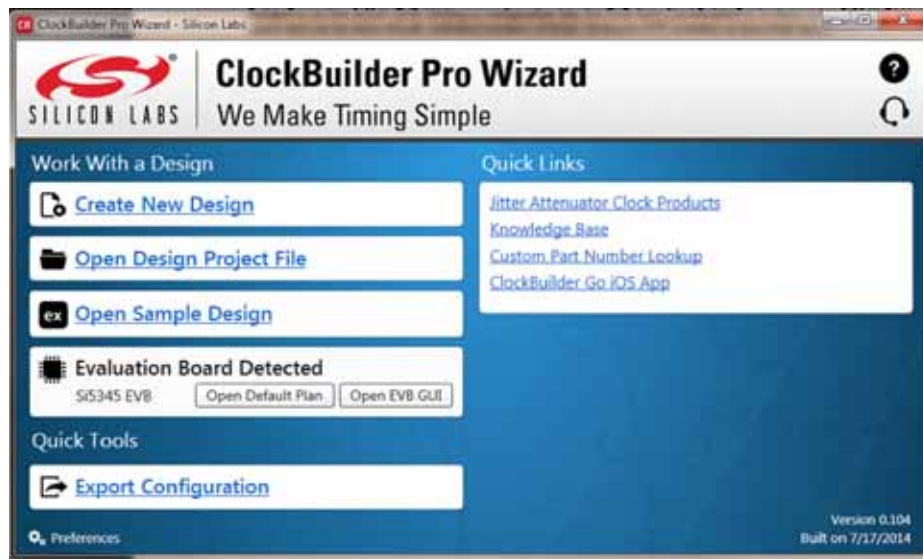 ClockBuilder Pro Wizard - Silicon Labs
SILICON LABS
ClockBuilder Pro Wizard
We Make Timing Simple
?
Work With a Design
Create New Design
Open Design Project File
ex Open Sample Design
Evaluation Board Detected
Si5345 EVB Open Default Plan Open EVB GUI
Quick Tools
Export Configuration
Preferences
Quick Links
Jitter Attenuator Clock Products
Knowledge Base
Custom Part Number Lookup
ClockBuilder Go iOS App
Version 0.104
Built on 7/17/2014